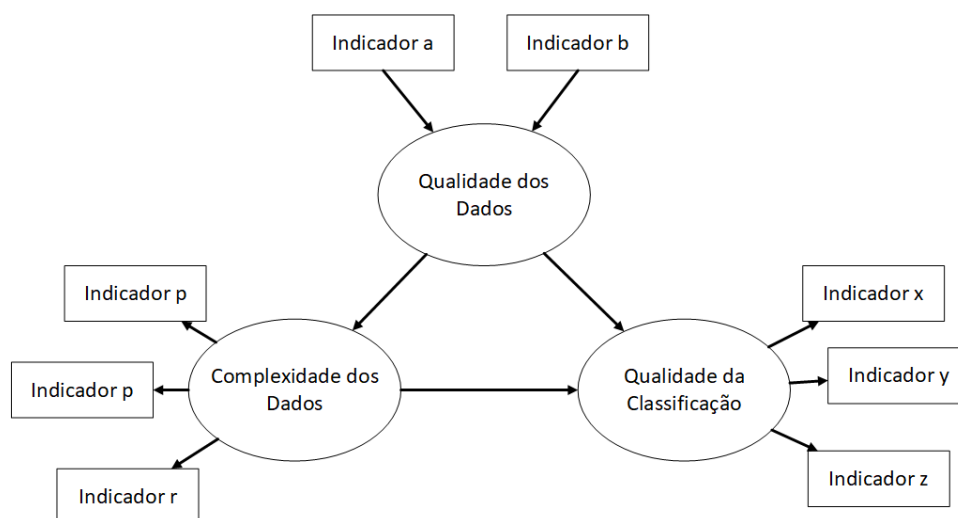 Indicador a
Indicador b
Qualidade dos
Dados
Indicador p
Indicador x
Indicador p
Complexidade dos
Dados
Qualidade da
Classificação
Indicador y
Indicador r
Indicador z